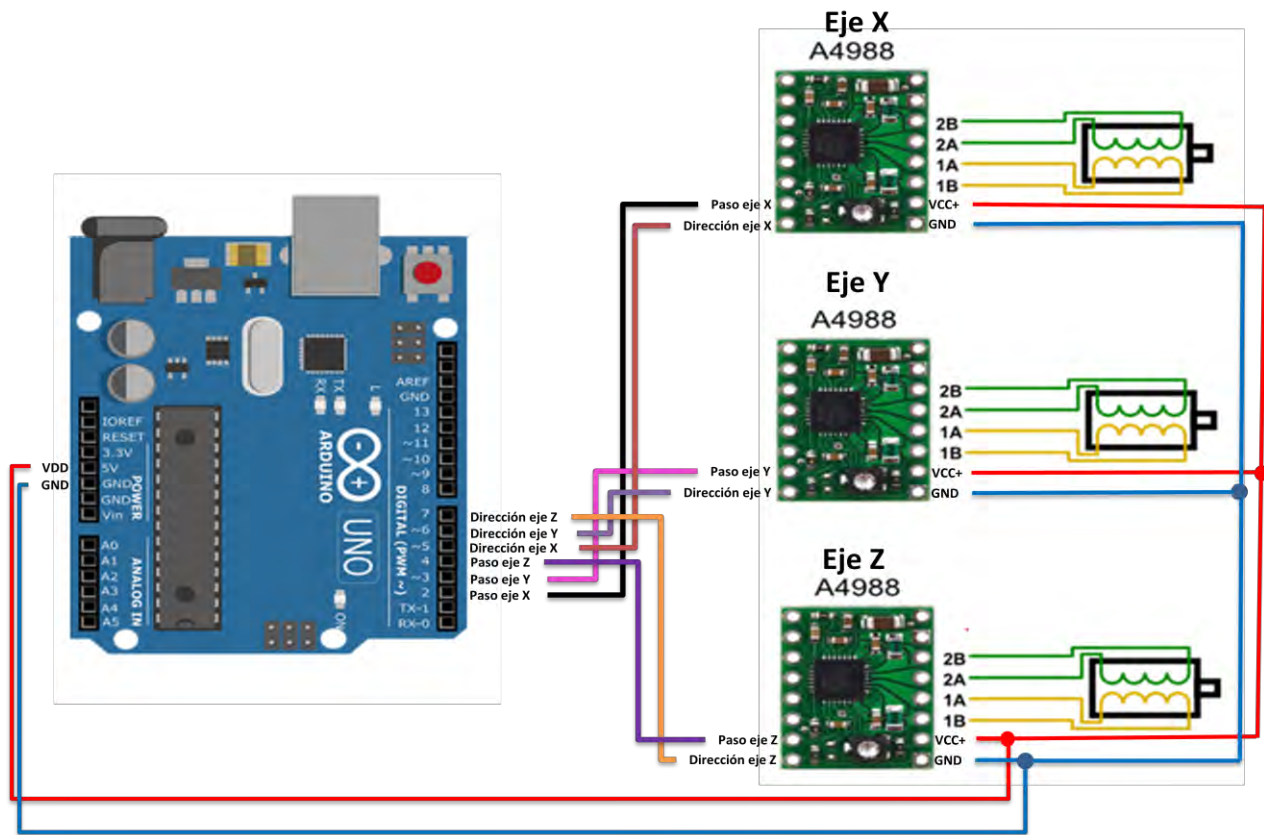 Eje X
A4988
2B
2A
1A
1B
Paso eje X
VCC+
Dirección eje X
GND
Eje Y
A4988
2B
2A
1A
1B
Paso eje Y
VCC+
Dirección eje Y
GND
Eje Z
A4988
2B
2A
1A
1B
Paso eje Z
VCC+
Dirección eje Z
GND
VDD
GND
IOREF
RESET
3.3V
5V
GND
GND
Vin
POWER
A0
A1
A2
A3
A4
A5
ANALOG IN
RX
TX
L
ARDUINO
UNO
ON
AREF
GND
13
12
~11
~10
~9
8
7
~6
~5
4
~3
2
TX-1
RX-0
DIGITAL (PWM ~)
Dirección eje Z
Dirección eje Y
Dirección eje X
Paso eje Z
Paso eje Y
Paso eje X